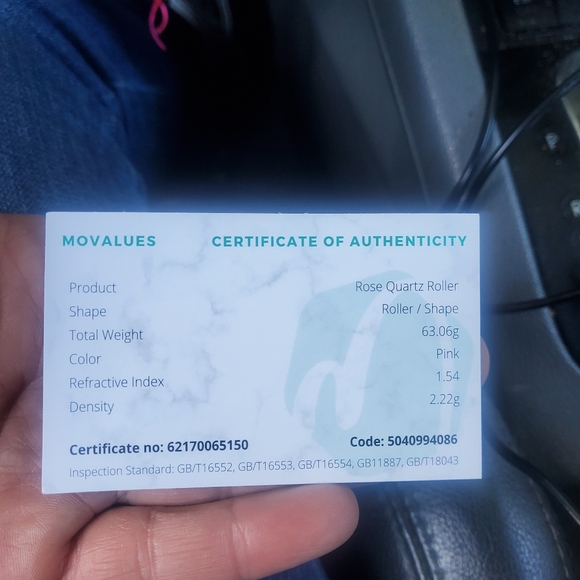 MOVALUES CERTIFICATE OF AUTHENTICITY
Product Rose Quartz Roller
Shape Roller / Shape
Total Weight 63.06g
Color Pink
Refractive Index 1.54
Density 2.22g
Certificate no: 62170065150 Code: 5040994086
Inspection Standard: GB/T16552, GB/T16553, GB/T16554, GB11887, GB/T18043